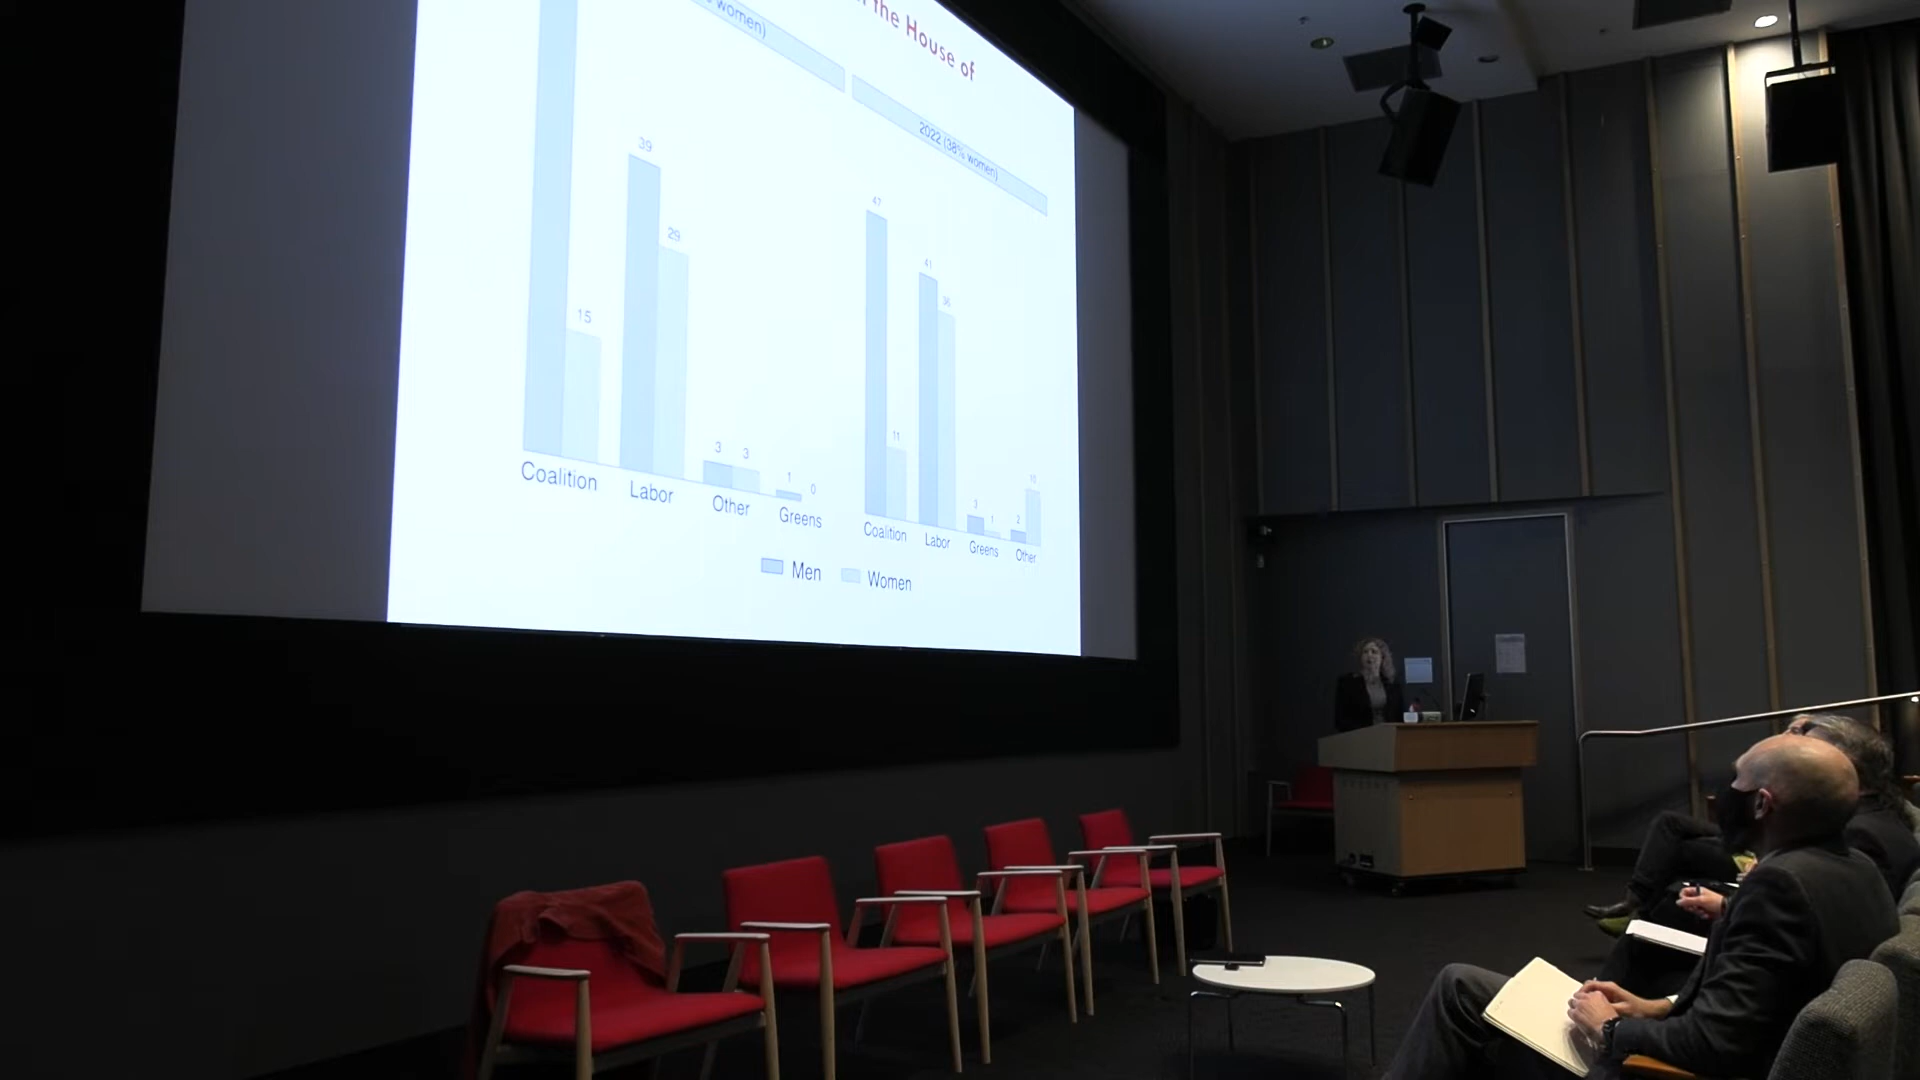 the House of
women)
2022 (38% women)
39
29
15
3
3
1
0
Coalition
Labor
Other
Greens
47
41
36
11
3
1
2
10
Coalition
Labor
Greens
Other
Men
Women